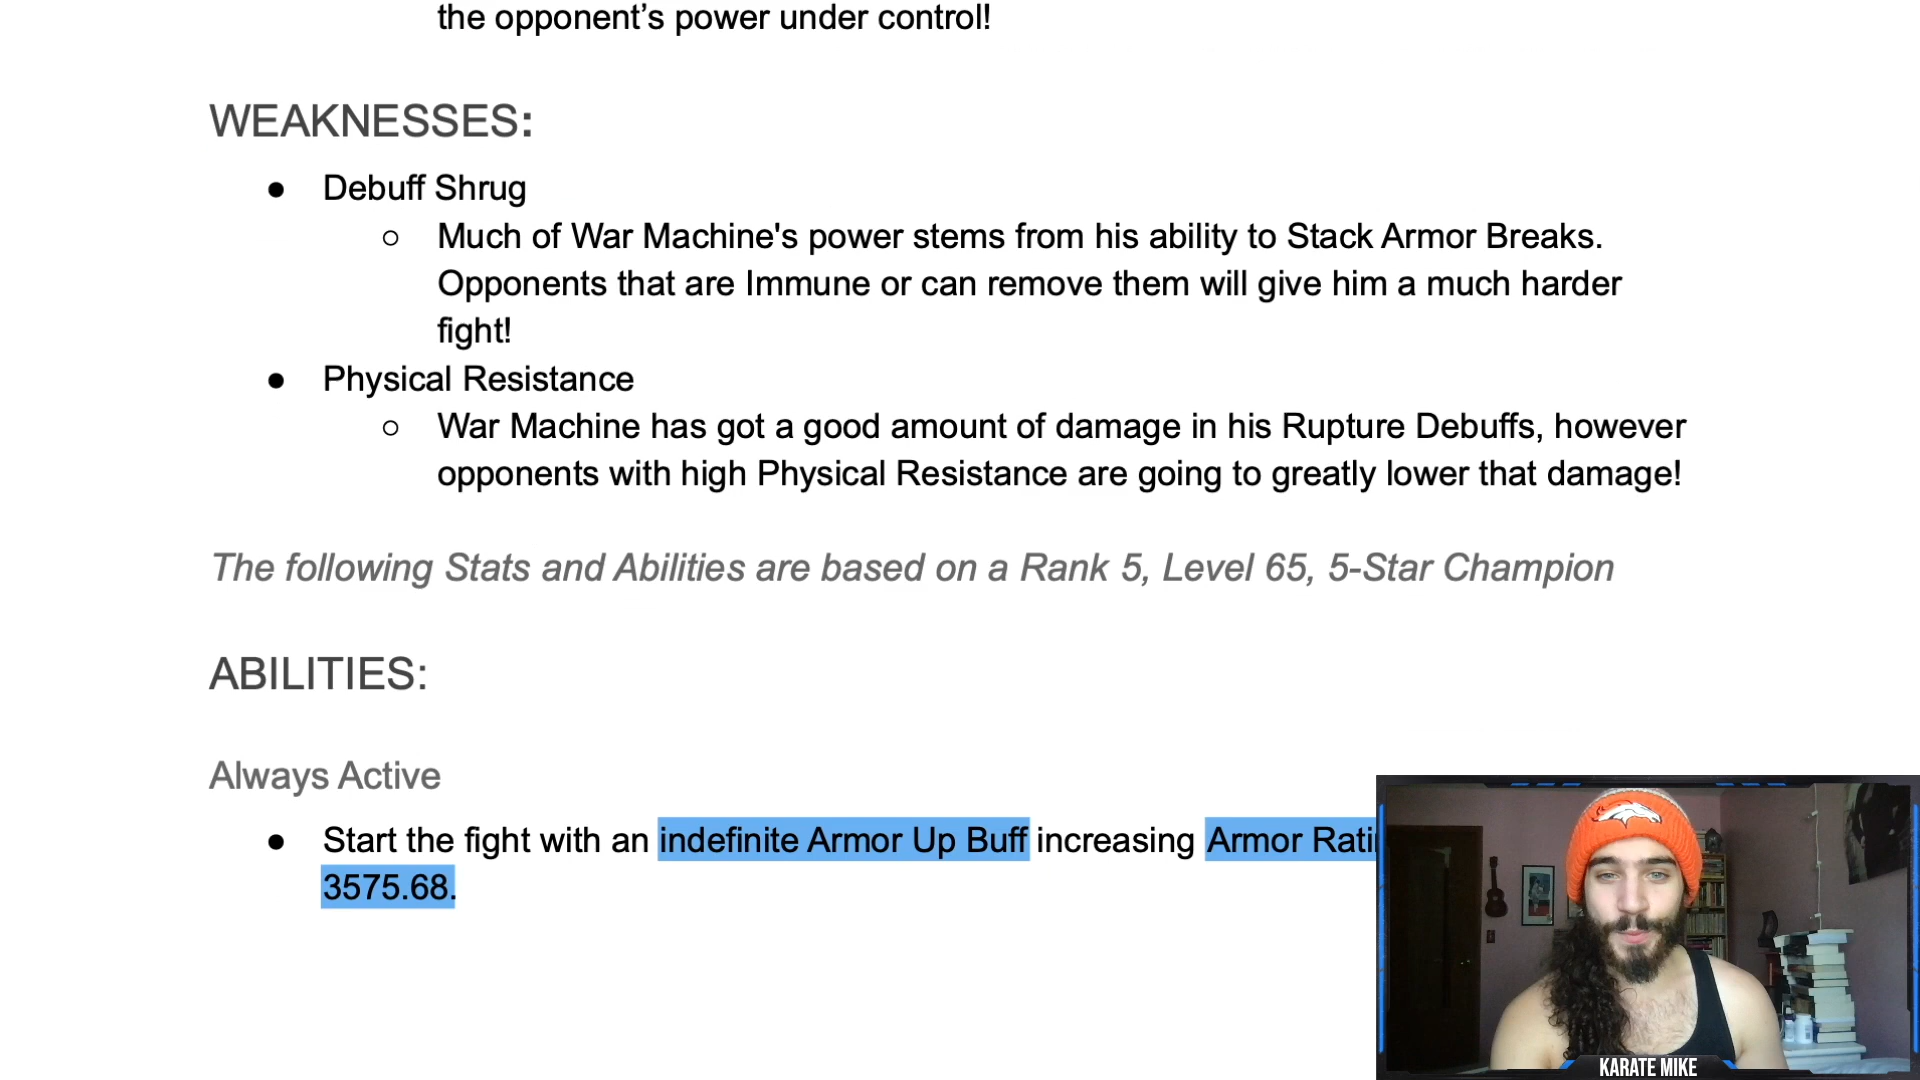 the opponent’s power under control!
WEAKNESSES:
● Debuff Shrug
○ Much of War Machine's power stems from his ability to Stack Armor Breaks.
Opponents that are Immune or can remove them will give him a much harder
fight!
● Physical Resistance
○ War Machine has got a good amount of damage in his Rupture Debuffs, however
opponents with high Physical Resistance are going to greatly lower that damage!
The following Stats and Abilities are based on a Rank 5, Level 65, 5-Star Champion
ABILITIES:
Always Active
● Start the fight with an indefinite Armor Up Buff increasing Armor
3575.68.
KARATE MIKE